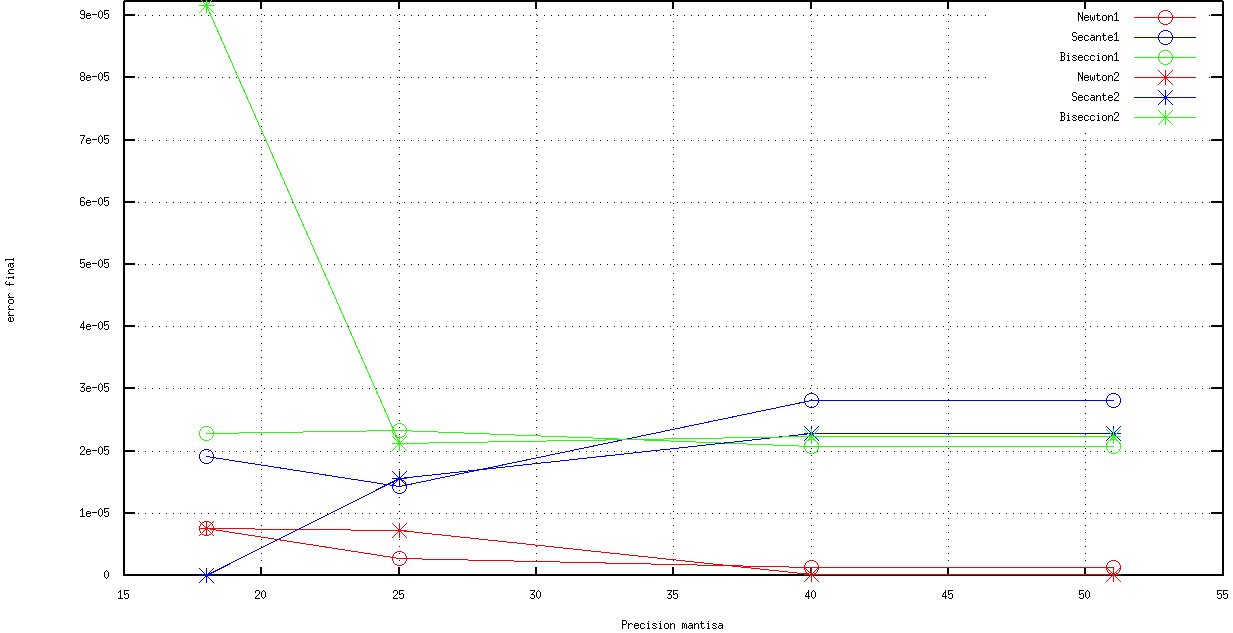 9e-05
8e-05
7e-05
6e-05
5e-05
4e-05
3e-05
2e-05
1e-05
0
error final
15 20 25 30 35 40 45 50 55
Precision mantisa
Newton1
Secante1
Biseccion1
Newton2
Secante2
Biseccion2